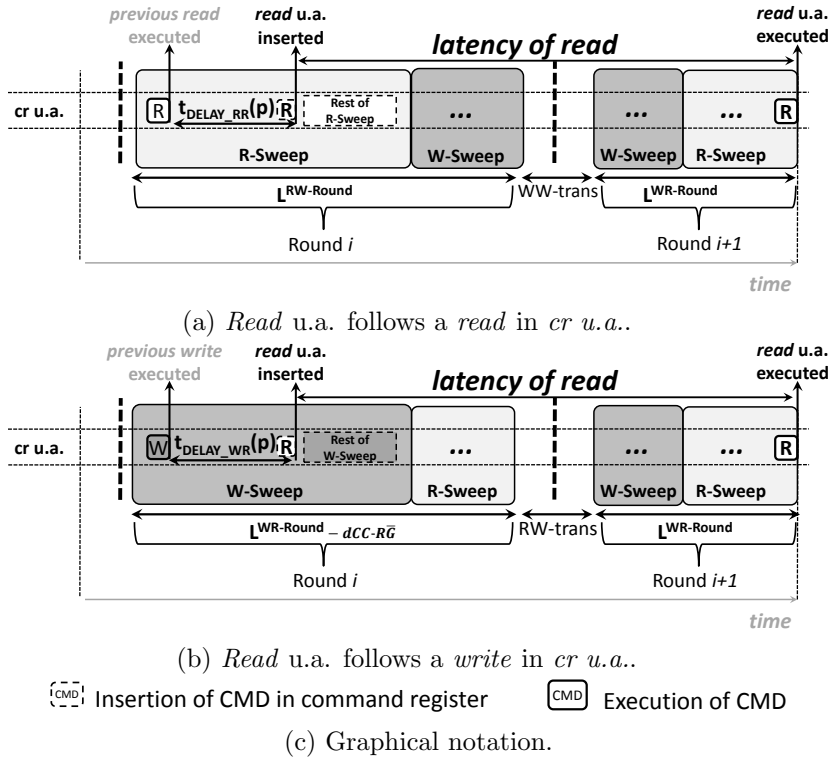 previous read executed
read u.a. inserted
latency of read
read u.a. executed
cr u.a.
R
t_DELAY_RR(p)
R
Rest of R-Sweep
...
...
...
R
R-Sweep
W-Sweep
W-Sweep
R-Sweep
L^RW-Round
WW-trans
L^WR-Round
Round i
Round i+1
time
(a) Read u.a. follows a read in cr u.a..
previous write executed
read u.a. inserted
latency of read
read u.a. executed
cr u.a.
W
t_DELAY_WR(p)
R
Rest of W-Sweep
...
...
...
R
W-Sweep
R-Sweep
W-Sweep
R-Sweep
L^WR-Round − dCC-RḠ
RW-trans
L^WR-Round
Round i
Round i+1
time
(b) Read u.a. follows a write in cr u.a..
CMD Insertion of CMD in command register
CMD Execution of CMD
(c) Graphical notation.